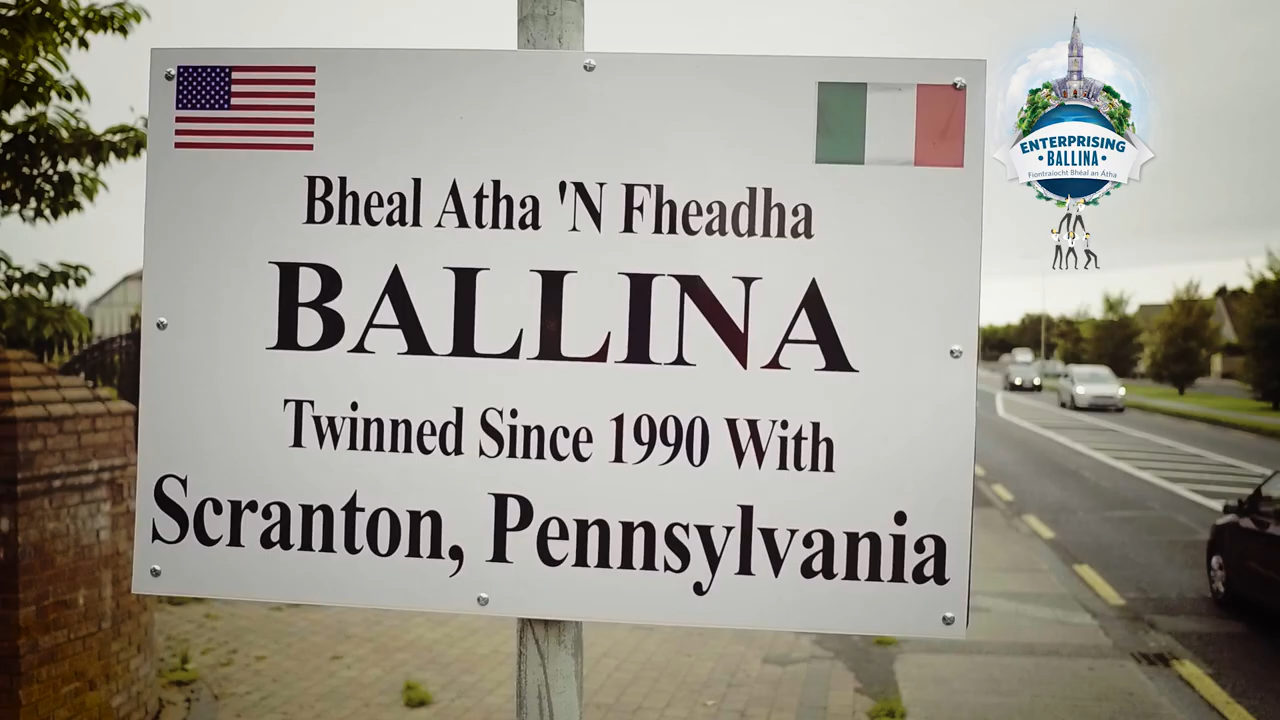 Bheal Atha 'N Fheadha
BALLINA
Twinned Since 1990 With
Scranton, Pennsylvania
ENTERPRISING
• BALLINA •
Fiontraíocht Bhéal an Átha